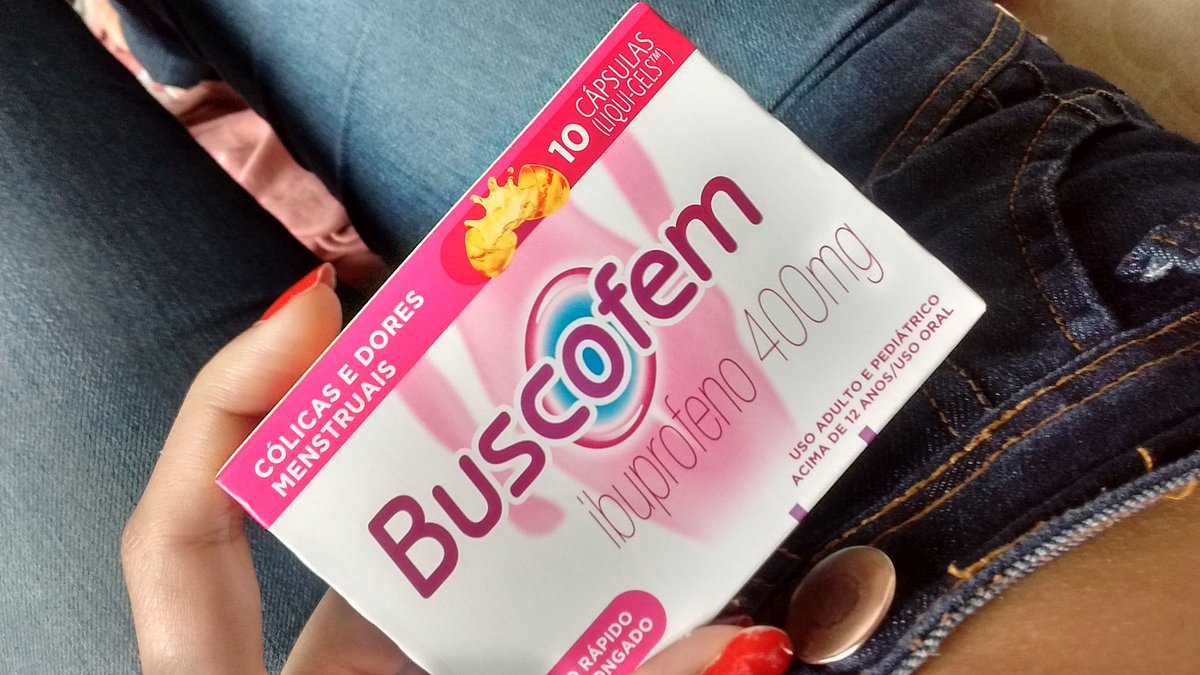 10 CÁPSULAS
(LIQUI-GELS™)
CÓLICAS E DORES
MENSTRUAIS
Buscofem
ibuprofeno 400mg
USO ADULTO E PEDIÁTRICO
ACIMA DE 12 ANOS/USO ORAL
RÁPIDO